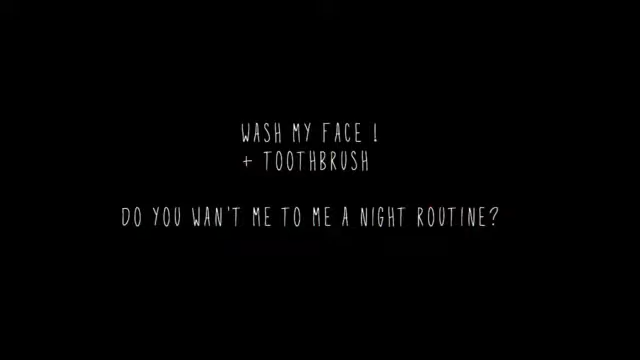 WASH MY FACE !
+ TOOTHBRUSH
DO YOU WAN'T ME TO ME A NIGHT ROUTINE?